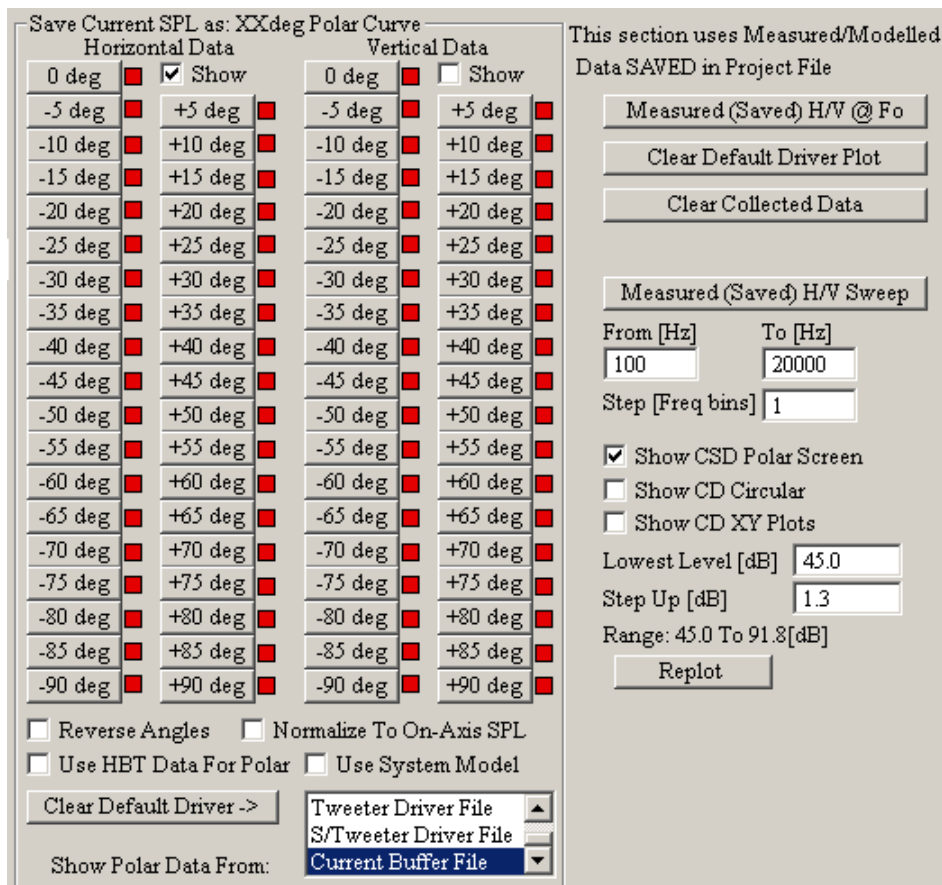 Save Current SPL as: XXdeg Polar Curve
Horizontal Data Vertical Data
0 deg Show 0 deg Show
-5 deg +5 deg -5 deg +5 deg
-10 deg +10 deg -10 deg +10 deg
-15 deg +15 deg -15 deg +15 deg
-20 deg +20 deg -20 deg +20 deg
-25 deg +25 deg -25 deg +25 deg
-30 deg +30 deg -30 deg +30 deg
-35 deg +35 deg -35 deg +35 deg
-40 deg +40 deg -40 deg +40 deg
-45 deg +45 deg -45 deg +45 deg
-50 deg +50 deg -50 deg +50 deg
-55 deg +55 deg -55 deg +55 deg
-60 deg +60 deg -60 deg +60 deg
-65 deg +65 deg -65 deg +65 deg
-70 deg +70 deg -70 deg +70 deg
-75 deg +75 deg -75 deg +75 deg
-80 deg +80 deg -80 deg +80 deg
-85 deg +85 deg -85 deg +85 deg
-90 deg +90 deg -90 deg +90 deg
Reverse Angles Normalize To On-Axis SPL
Use HBT Data For Polar Use System Model
Clear Default Driver ->
Tweeter Driver File
S/Tweeter Driver File
Current Buffer File
Show Polar Data From:
This section uses Measured/Modelled
Data SAVED in Project File
Measured (Saved) H/V @ Fo
Clear Default Driver Plot
Clear Collected Data
Measured (Saved) H/V Sweep
From [Hz] To [Hz]
100 20000
Step [Freq bins] 1
Show CSD Polar Screen
Show CD Circular
Show CD XY Plots
Lowest Level [dB] 45.0
Step Up [dB] 1.3
Range: 45.0 To 91.8[dB]
Replot